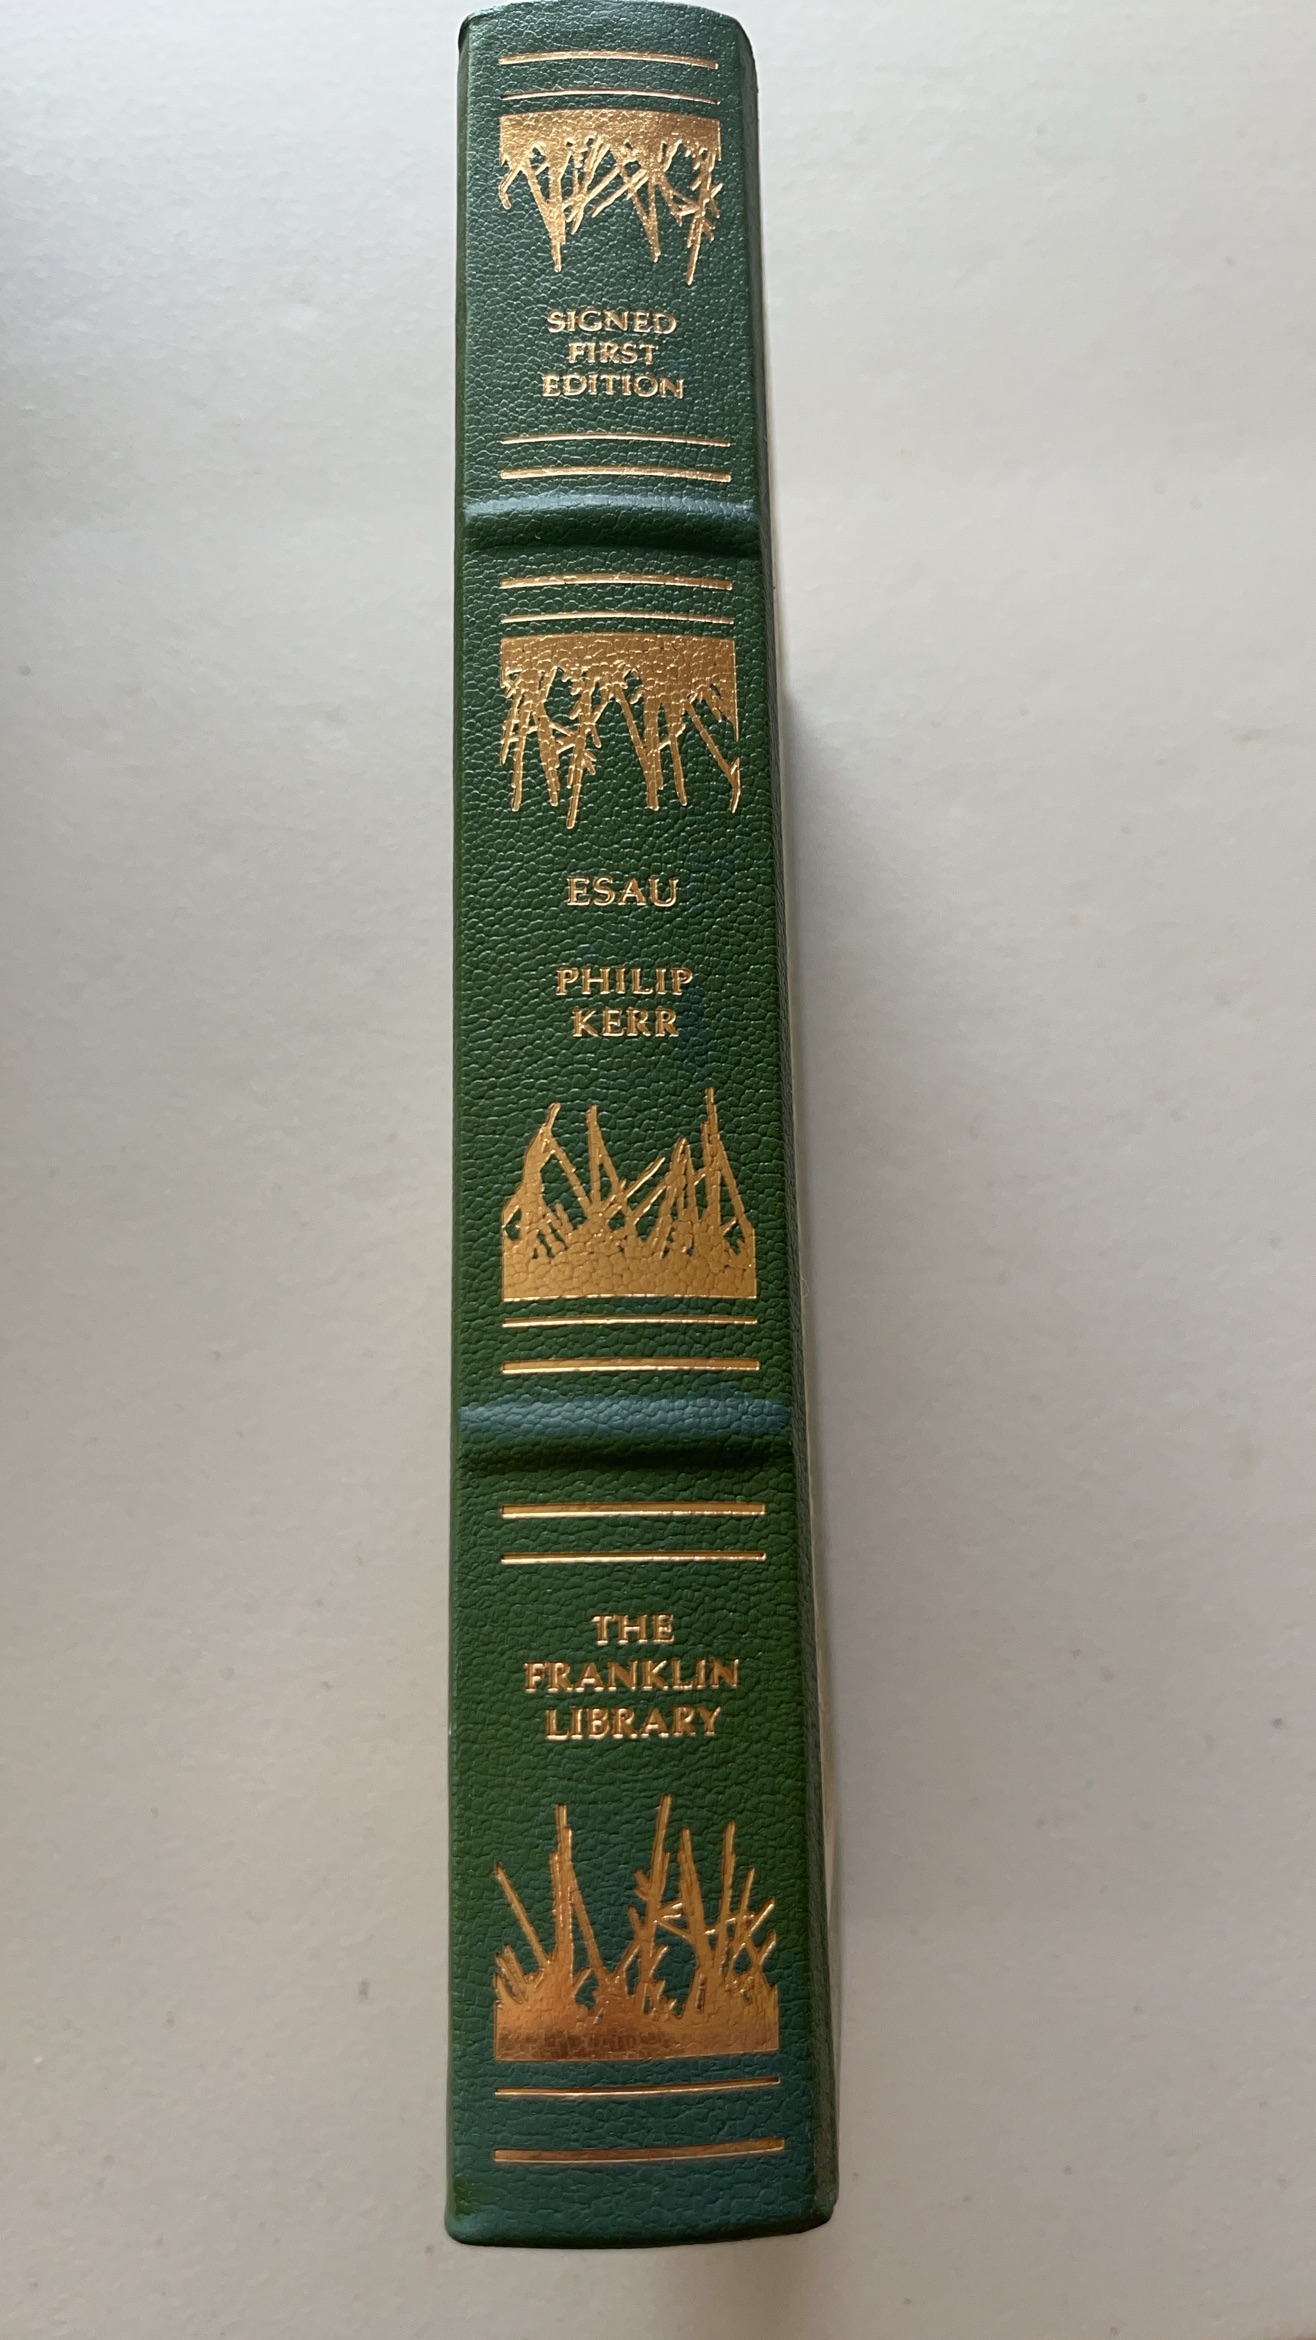 SIGNED
FIRST
EDITION
ESAU
PHILIP
KERR
THE
FRANKLIN
LIBRARY